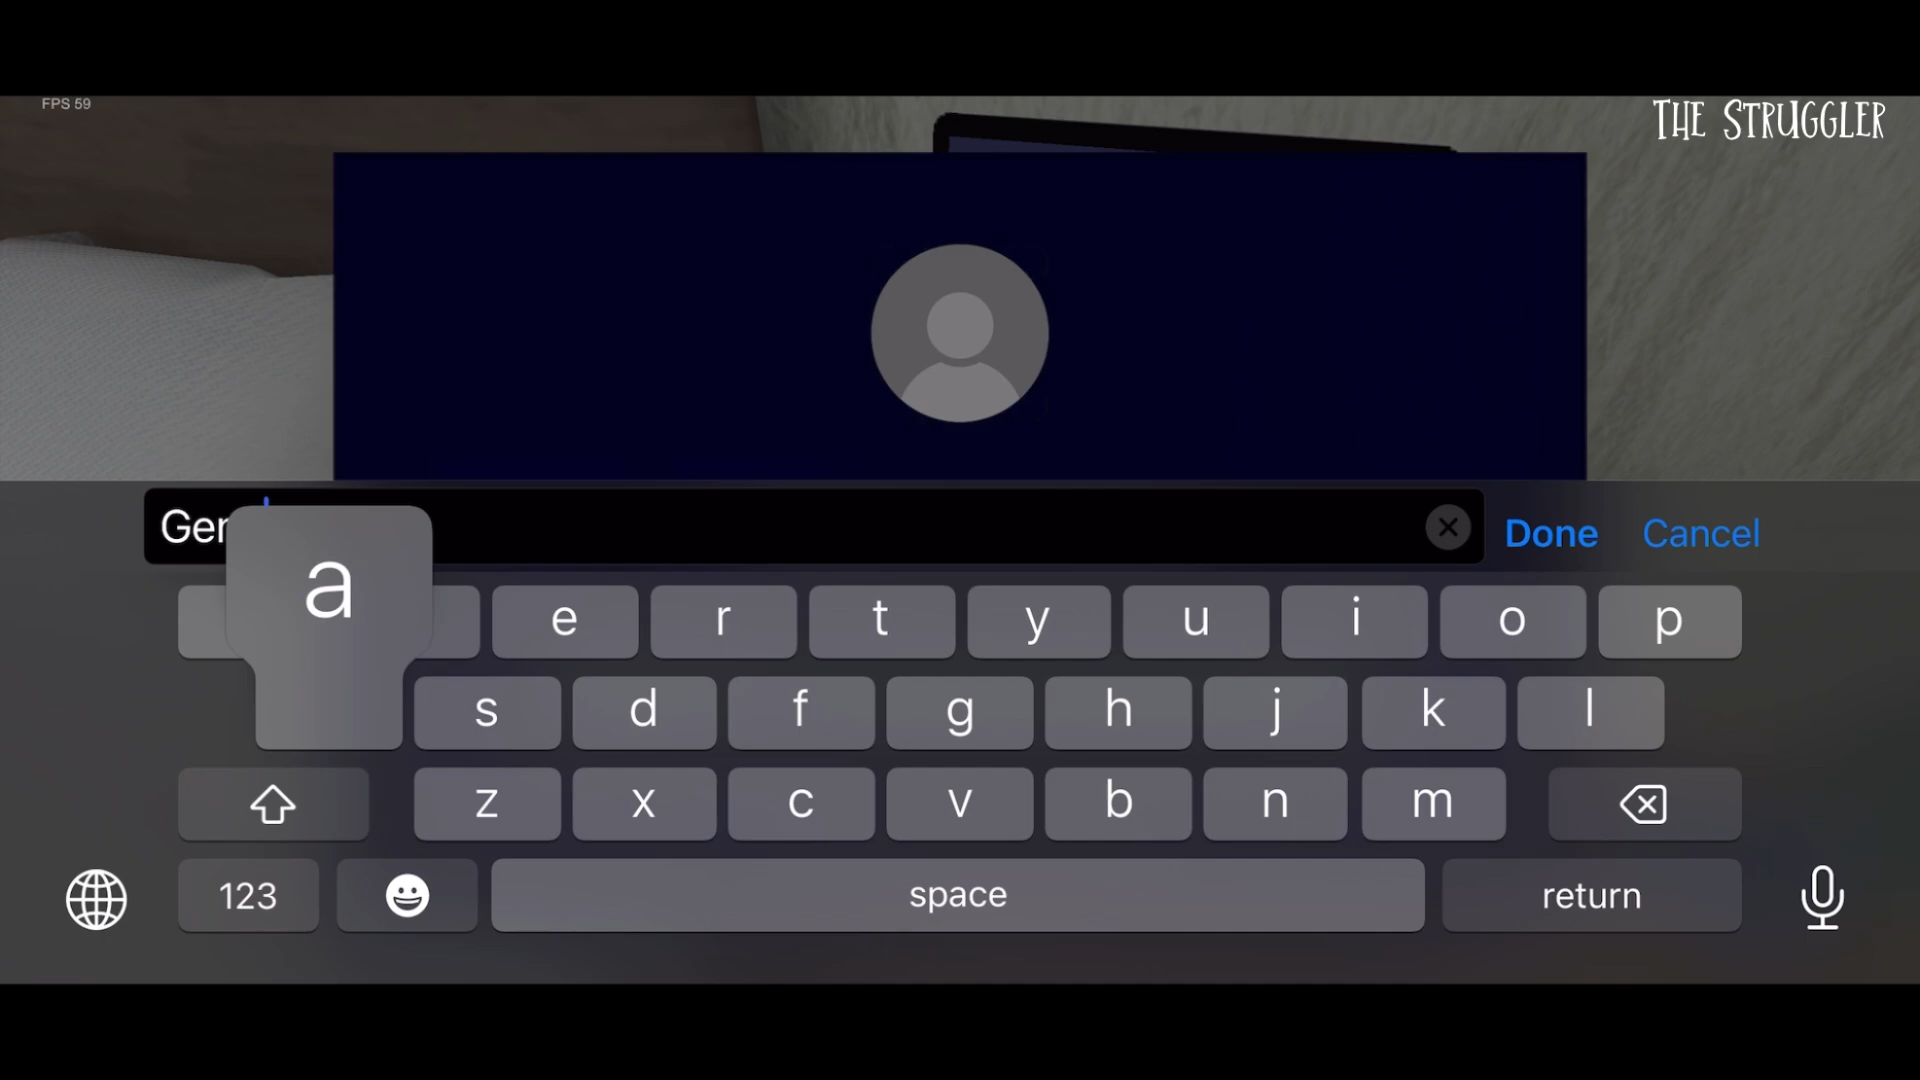 FPS 59
THE STRUGGLER
Ger
Done
Cancel
a
e r t y u i o p
s d f g h j k l
z x c v b n m
123
space
return